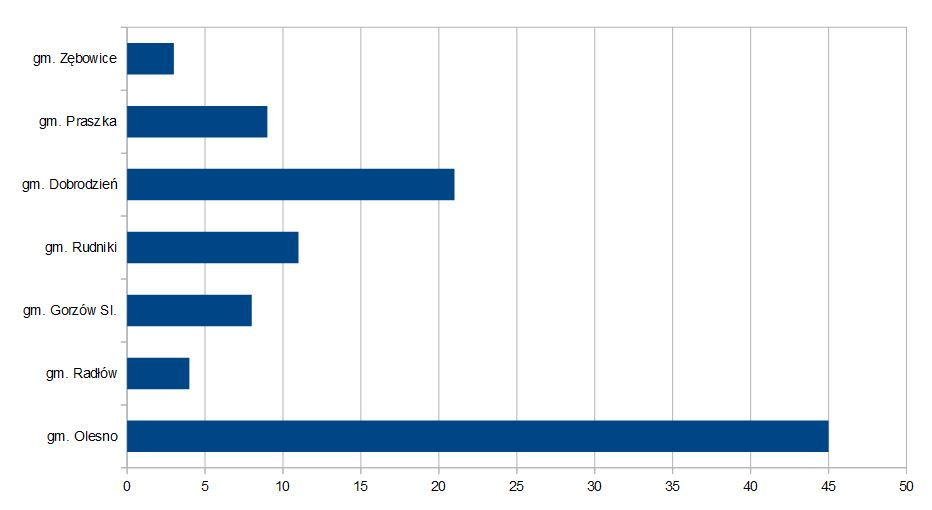 gm. Zębowice
gm. Praszka
gm. Dobrodzień
gm. Rudniki
gm. Gorzów Sl.
gm. Radłów
gm. Olesno
0 5 10 15 20 25 30 35 40 45 50